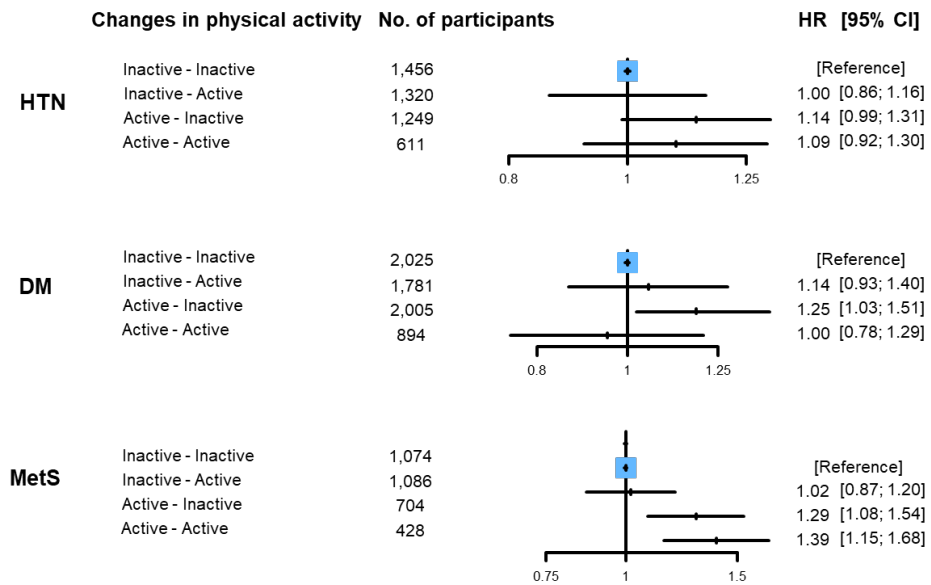 Changes in physical activity No. of participants HR [95% CI]
HTN
Inactive - Inactive 1,456 [Reference]
Inactive - Active 1,320 1.00 [0.86; 1.16]
Active - Inactive 1,249 1.14 [0.99; 1.31]
Active - Active 611 1.09 [0.92; 1.30]
0.8 1 1.25
DM
Inactive - Inactive 2,025 [Reference]
Inactive - Active 1,781 1.14 [0.93; 1.40]
Active - Inactive 2,005 1.25 [1.03; 1.51]
Active - Active 894 1.00 [0.78; 1.29]
0.8 1 1.25
MetS
Inactive - Inactive 1,074 [Reference]
Inactive - Active 1,086 1.02 [0.87; 1.20]
Active - Inactive 704 1.29 [1.08; 1.54]
Active - Active 428 1.39 [1.15; 1.68]
0.75 1 1.5